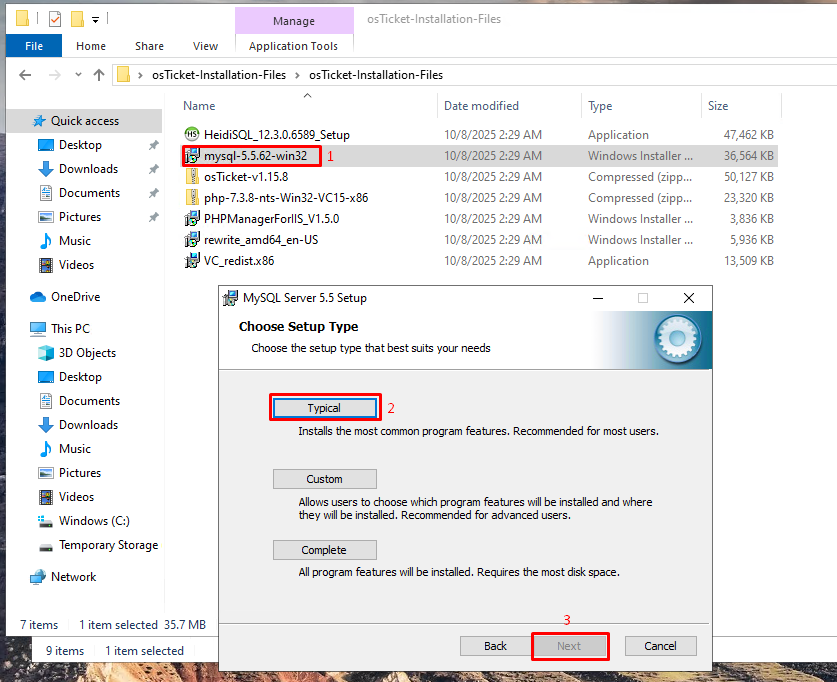 Manage
osTicket-Installation-Files
File
Home
Share
View
Application Tools
osTicket-Installation-Files
osTicket-Installation-Files
Name
Date modified
Type
Size
Quick access
Desktop
Downloads
Documents
Pictures
Music
Videos
OneDrive
This PC
3D Objects
Desktop
Documents
Downloads
Music
Pictures
Videos
Windows (C:)
Temporary Storage
Network
HS HeidiSQL_12.3.0.6589_Setup 10/8/2025 2:29 AM Application 47,462 KB
mysql-5.5.62-win32 1 10/8/2025 2:29 AM Windows Installer ... 36,564 KB
osTicket-v1.15.8 10/8/2025 2:29 AM Compressed (zipp... 50,127 KB
php-7.3.8-nts-Win32-VC15-x86 10/8/2025 2:29 AM Compressed (zipp... 23,320 KB
PHPManagerForIIS_V1.5.0 10/8/2025 2:29 AM Windows Installer ... 3,836 KB
rewrite_amd64_en-US 10/8/2025 2:29 AM Windows Installer ... 5,936 KB
VC_redist.x86 10/8/2025 2:29 AM Application 13,509 KB
MySQL Server 5.5 Setup
Choose Setup Type
Choose the setup type that best suits your needs
Typical 2
Installs the most common program features. Recommended for most users.
Custom
Allows users to choose which program features will be installed and where
they will be installed. Recommended for advanced users.
Complete
All program features will be installed. Requires the most disk space.
3
Back
Next
Cancel
7 items 1 item selected 35.7 MB
9 items 1 item selected